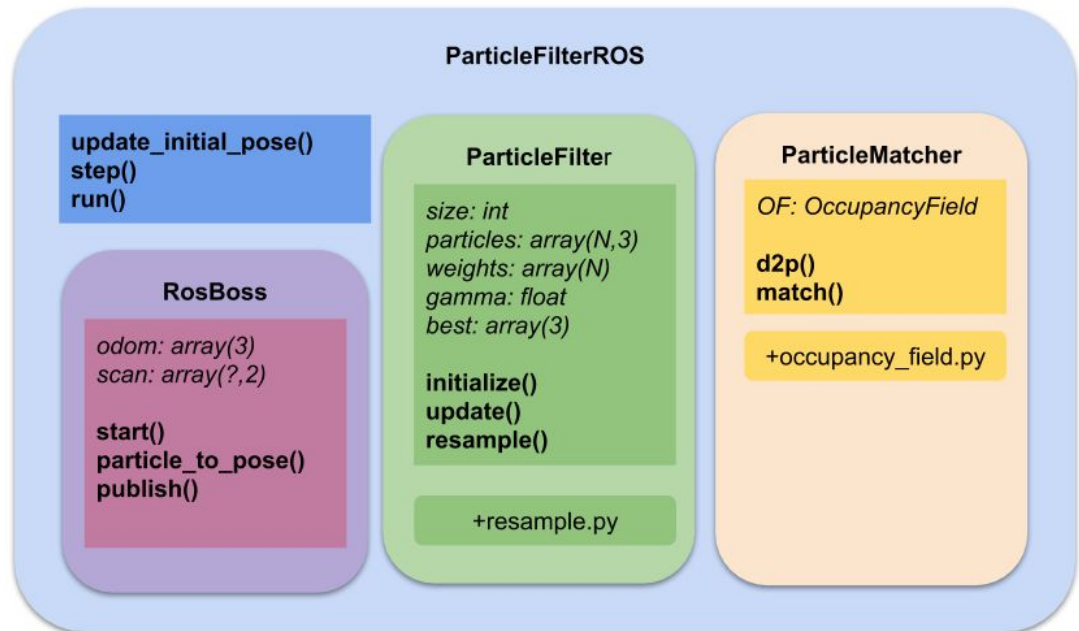 ParticleFilterROS
update_initial_pose()
step()
run()
RosBoss
odom: array(3)
scan: array(?,2)
start()
particle_to_pose()
publish()
ParticleFilter
size: int
particles: array(N,3)
weights: array(N)
gamma: float
best: array(3)
initialize()
update()
resample()
+resample.py
ParticleMatcher
OF: OccupancyField
d2p()
match()
+occupancy_field.py